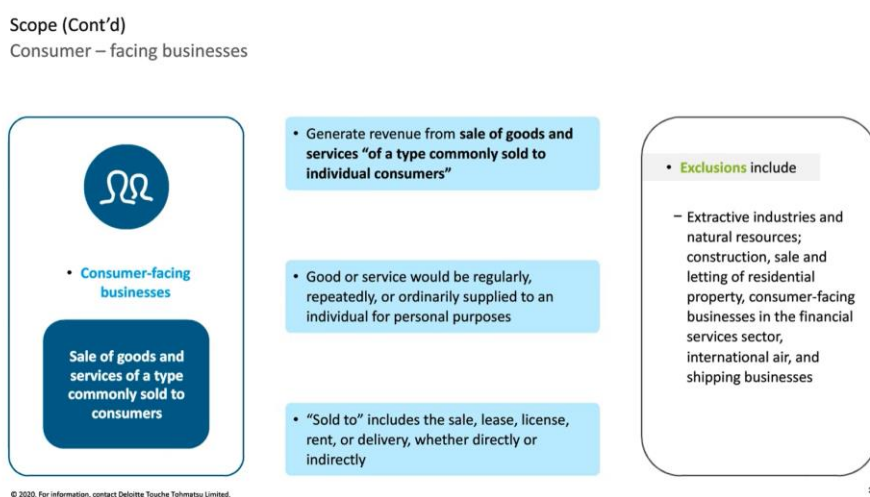 Scope (Cont’d)
Consumer – facing businesses
• Consumer-facing
businesses
Sale of goods and
services of a type
commonly sold to
consumers
• Generate revenue from sale of goods and
services “of a type commonly sold to
individual consumers”
• Good or service would be regularly,
repeatedly, or ordinarily supplied to an
individual for personal purposes
• “Sold to” includes the sale, lease, license,
rent, or delivery, whether directly or
indirectly
• Exclusions include
– Extractive industries and
natural resources;
construction, sale and
letting of residential
property, consumer-facing
businesses in the financial
services sector,
international air, and
shipping businesses
© 2020. For information, contact Deloitte Touche Tohmatsu Limited.